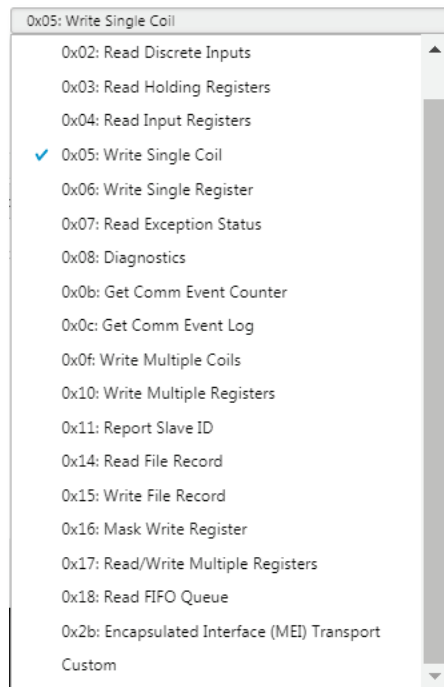 0x05: Write Single Coil
0x02: Read Discrete Inputs
0x03: Read Holding Registers
0x04: Read Input Registers
0x05: Write Single Coil
0x06: Write Single Register
0x07: Read Exception Status
0x08: Diagnostics
0x0b: Get Comm Event Counter
0x0c: Get Comm Event Log
0x0f: Write Multiple Coils
0x10: Write Multiple Registers
0x11: Report Slave ID
0x14: Read File Record
0x15: Write File Record
0x16: Mask Write Register
0x17: Read/Write Multiple Registers
0x18: Read FIFO Queue
0x2b: Encapsulated Interface (MEI) Transport
Custom